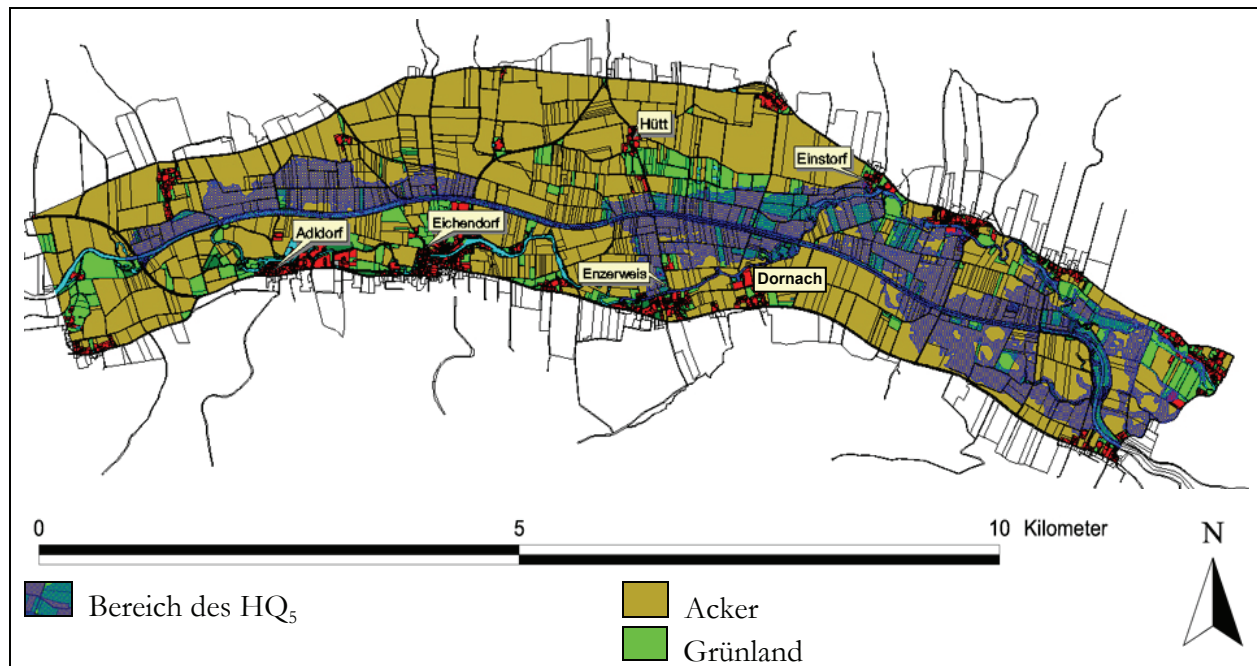 Hütt
Einstorf
Eichendorf
Adldorf
Enzerweis
Dornach
0 5 10 Kilometer
N
Bereich des HQ₅
Acker
Grünland